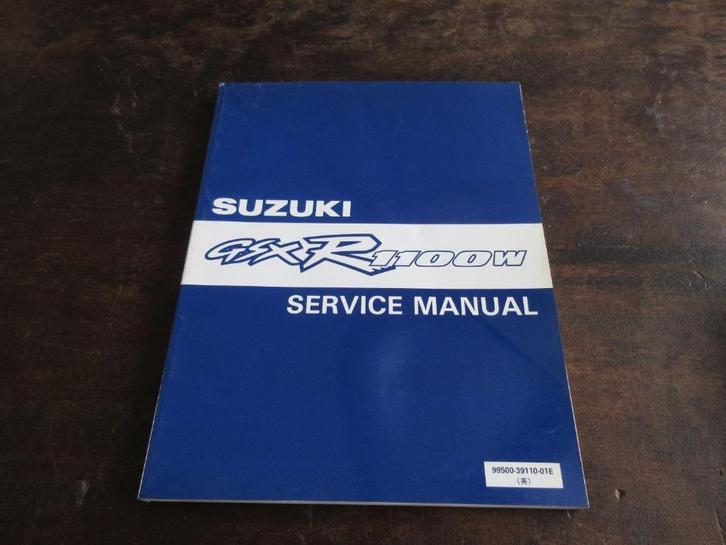 SUZUKI
GSX-R1100W
SERVICE MANUAL
99500-39110-01E
(英)